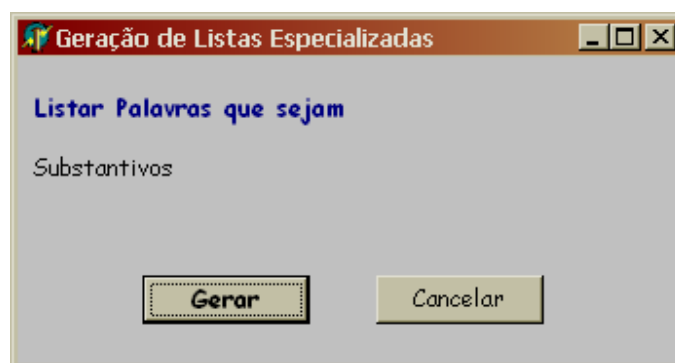 Geração de Listas Especializadas
Listar Palavras que sejam
Substantivos
Gerar Cancelar